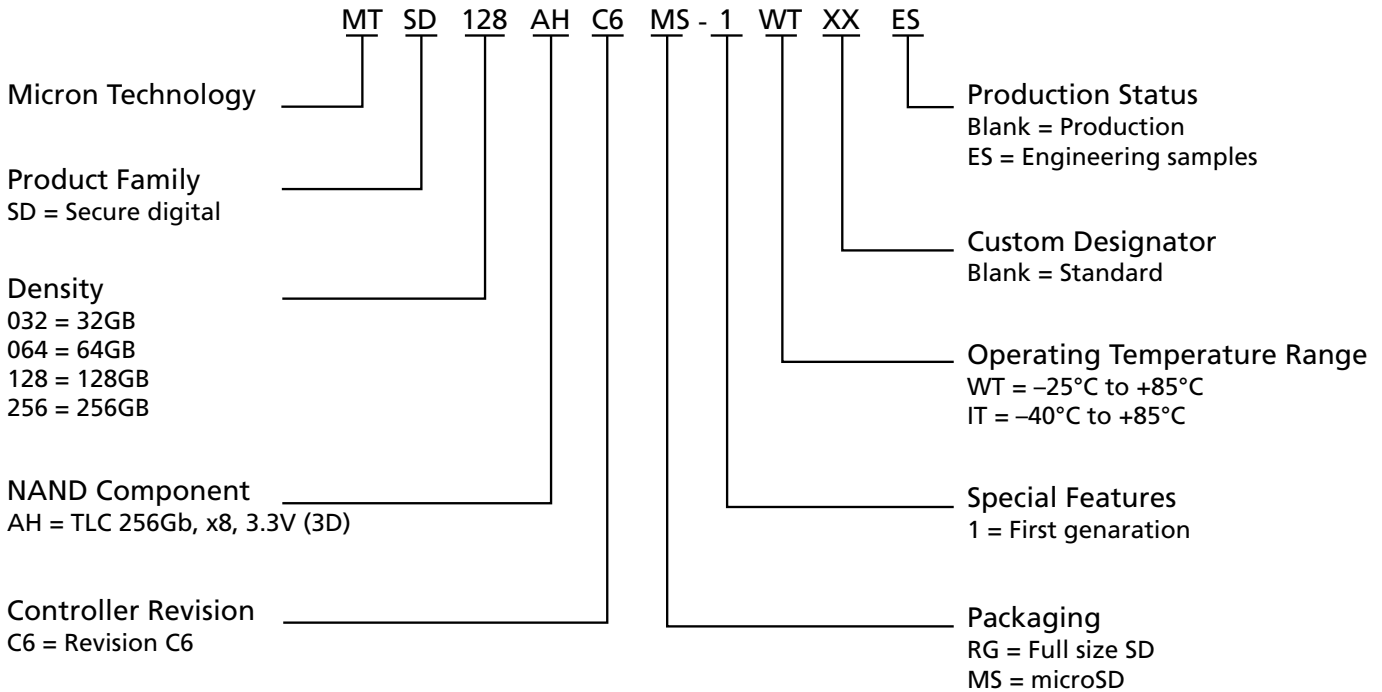 MT SD 128 AH C6 MS - 1 WT XX ES
Micron Technology
Product Family
SD = Secure digital
Density
032 = 32GB
064 = 64GB
128 = 128GB
256 = 256GB
NAND Component
AH = TLC 256Gb, x8, 3.3V (3D)
Controller Revision
C6 = Revision C6
Production Status
Blank = Production
ES = Engineering samples
Custom Designator
Blank = Standard
Operating Temperature Range
WT = –25°C to +85°C
IT = –40°C to +85°C
Special Features
1 = First genaration
Packaging
RG = Full size SD
MS = microSD